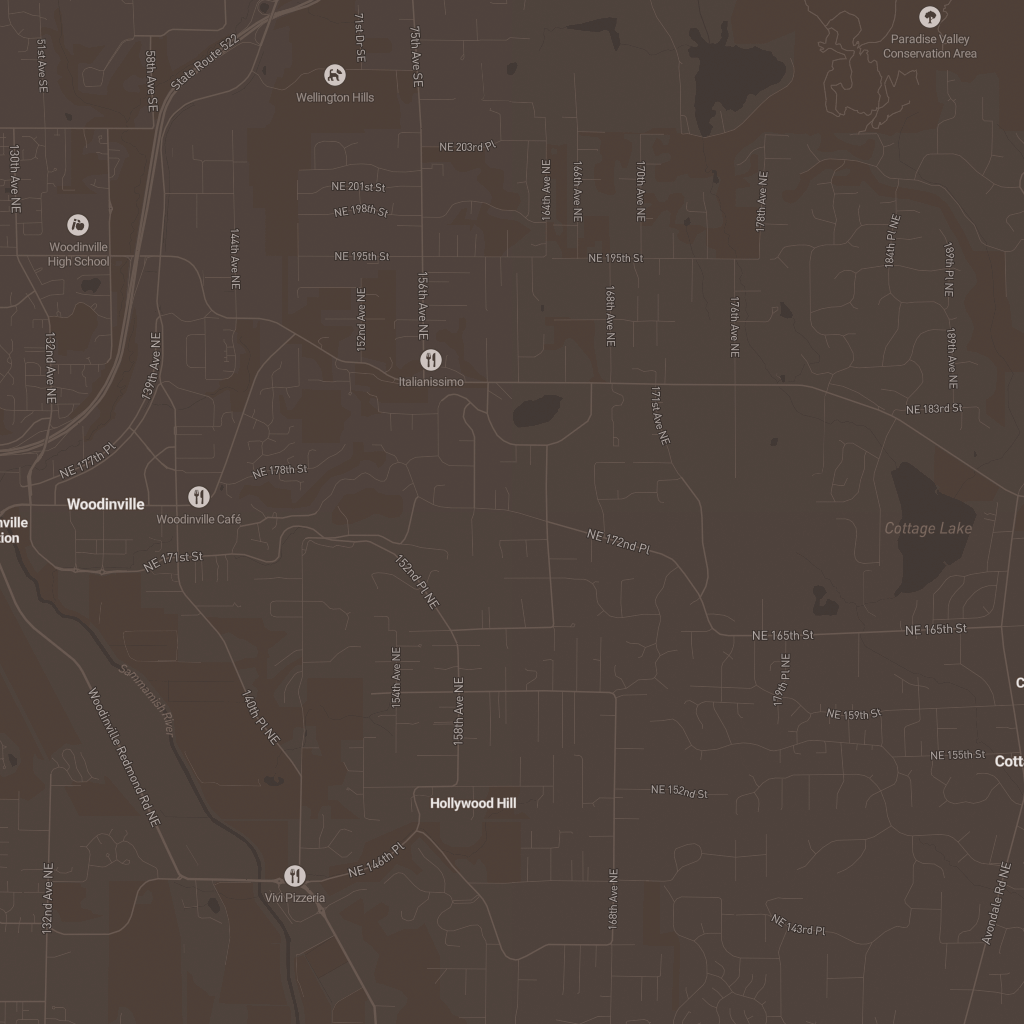 Paradise Valley
Conservation Area
51st Ave SE
58th Ave SE
State Route 522
71st Dr SE
75th Ave SE
Wellington Hills
NE 203rd Pl
130th Ave NE
164th Ave NE
166th Ave NE
170th Ave NE
178th Ave NE
NE 201st St
NE 198th St
184th Pl NE
Woodinville
High School
144th Ave NE
NE 195th St
NE 195th St
189th Pl NE
152nd Ave NE
156th Ave NE
168th Ave NE
176th Ave NE
132nd Ave NE
139th Ave NE
189th Ave NE
Italianissimo
171st Ave NE
NE 183rd St
NE 177th Pl
NE 178th St
Woodinville
Woodinville Café
nville
ion
Cottage Lake
NE 172nd Pl
NE 171st St
152nd Pl NE
NE 165th St
NE 165th St
154th Ave NE
179th Pl NE
Sammamish River
158th Ave NE
C
Woodinville Redmond Rd NE
140th Pl NE
NE 159th St
NE 155th St
Cott
NE 152nd St
Hollywood Hill
NE 146th Pl
132nd Ave NE
Vivi Pizzeria
168th Ave NE
Avondale Rd NE
NE 143rd Pl